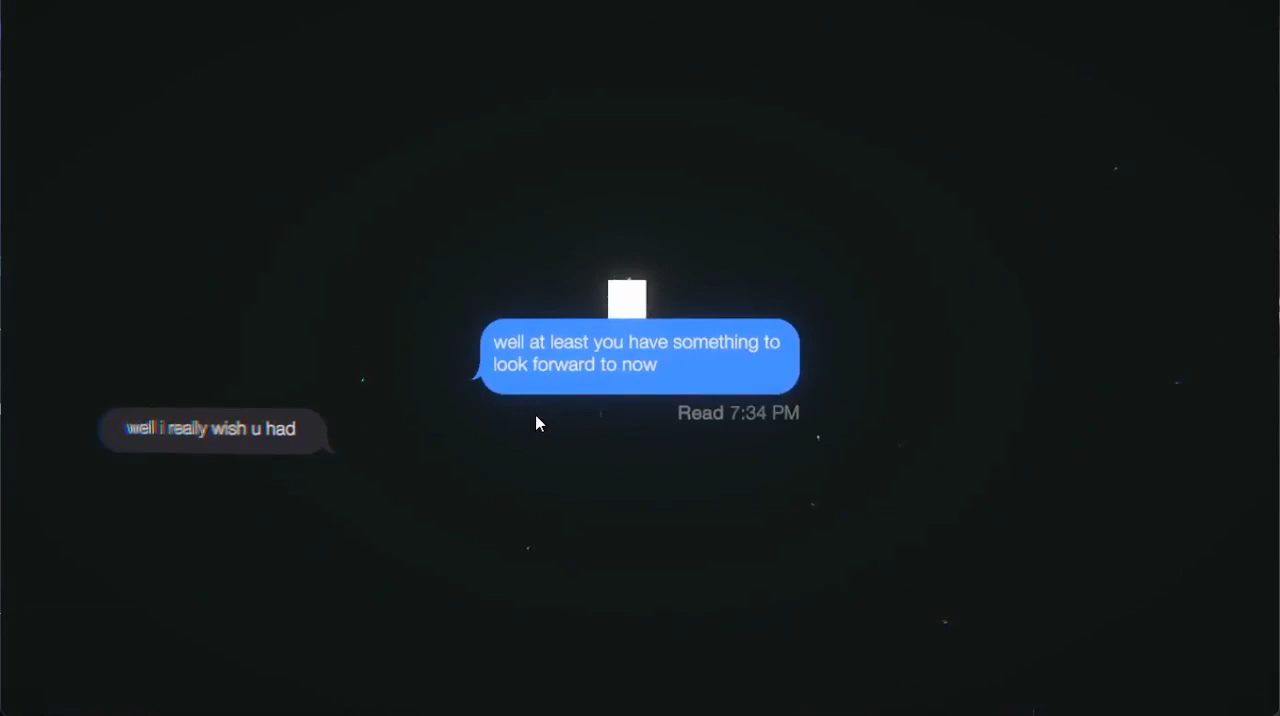 well at least you have something to
look forward to now
Read 7:34 PM
well i really wish u had